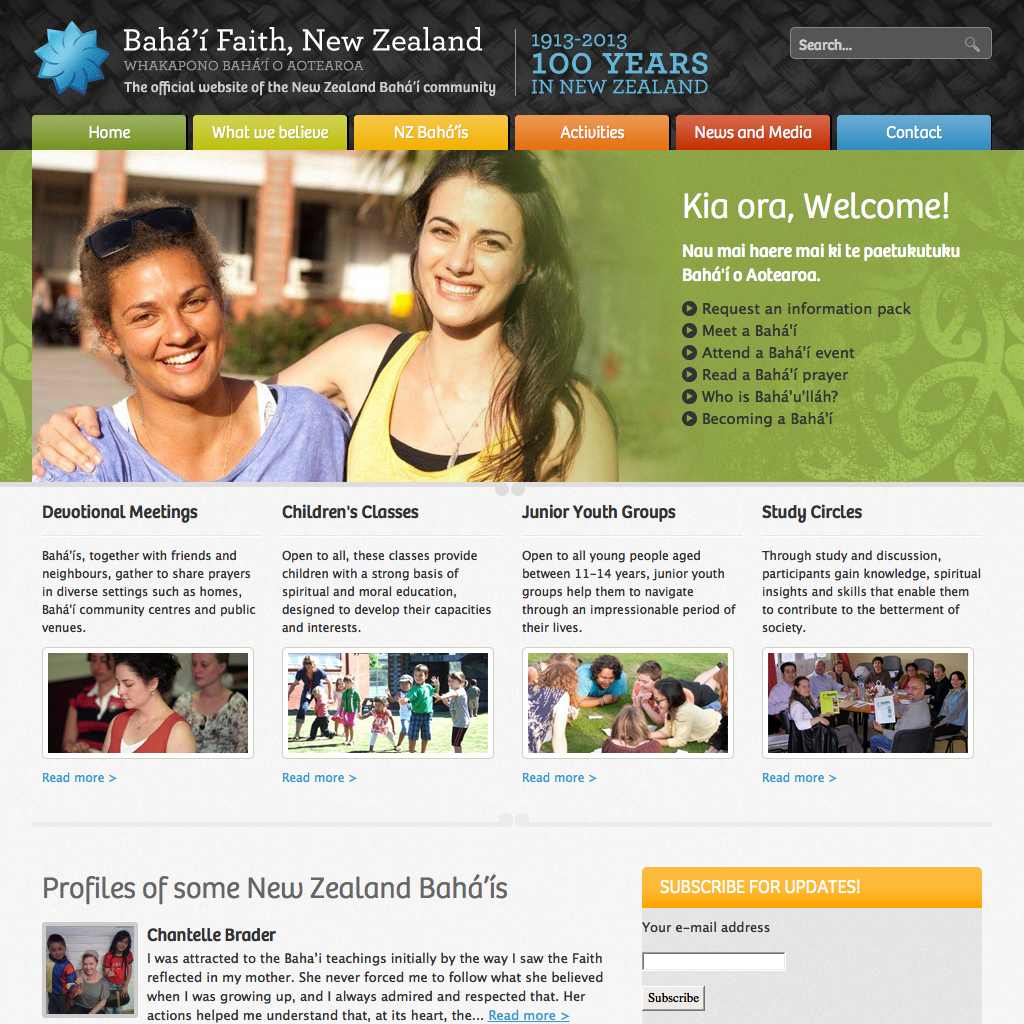 Bahá'í Faith, New Zealand
WHAKAPONO BAHÁ'Í O AOTEAROA
The official website of the New Zealand Bahá'í community
1913-2013
100 YEARS
IN NEW ZEALAND
Search...
Home
What we believe
NZ Bahá'ís
Activities
News and Media
Contact
Kia ora, Welcome!
Nau mai haere mai ki te paetukutuku
Bahá'í o Aotearoa.
Request an information pack
Meet a Bahá'í
Attend a Bahá'í event
Read a Bahá'í prayer
Who is Bahá'u'lláh?
Becoming a Bahá'í
Devotional Meetings
Bahá'ís, together with friends and
neighbours, gather to share prayers
in diverse settings such as homes,
Bahá'í community centres and public
venues.
Read more >
Children's Classes
Open to all, these classes provide
children with a strong basis of
spiritual and moral education,
designed to develop their capacities
and interests.
Read more >
Junior Youth Groups
Open to all young people aged
between 11-14 years, junior youth
groups help them to navigate
through an impressionable period of
their lives.
Read more >
Study Circles
Through study and discussion,
participants gain knowledge, spiritual
insights and skills that enable them
to contribute to the betterment of
society.
Read more >
Profiles of some New Zealand Bahá'ís
Chantelle Brader
I was attracted to the Baha'i teachings initially by the way I saw the Faith
reflected in my mother. She never forced me to follow what she believed
when I was growing up, and I always admired and respected that. Her
actions helped me understand that, at its heart, the... Read more >
SUBSCRIBE FOR UPDATES!
Your e-mail address
Subscribe